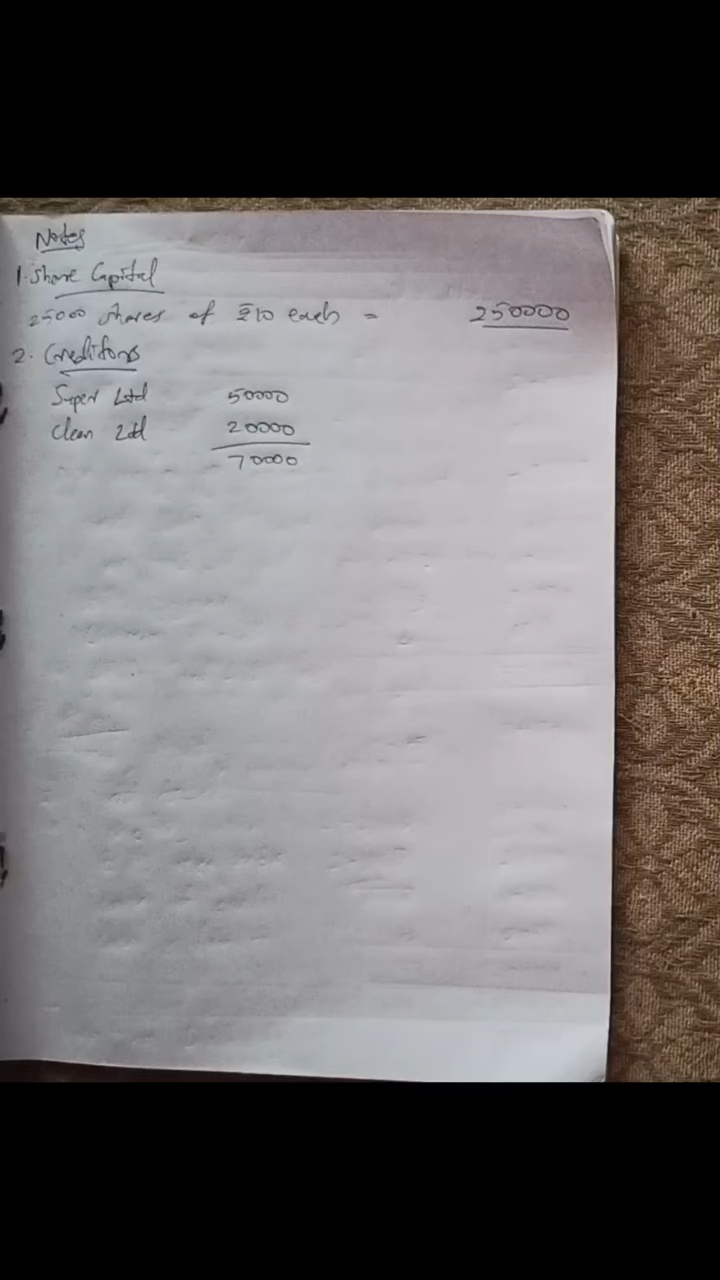 Notes
1. Share Capital
25000 shares of ₹10 each = 250000
2. Creditors
Super Ltd 50000
Clean Ltd 20000
70000